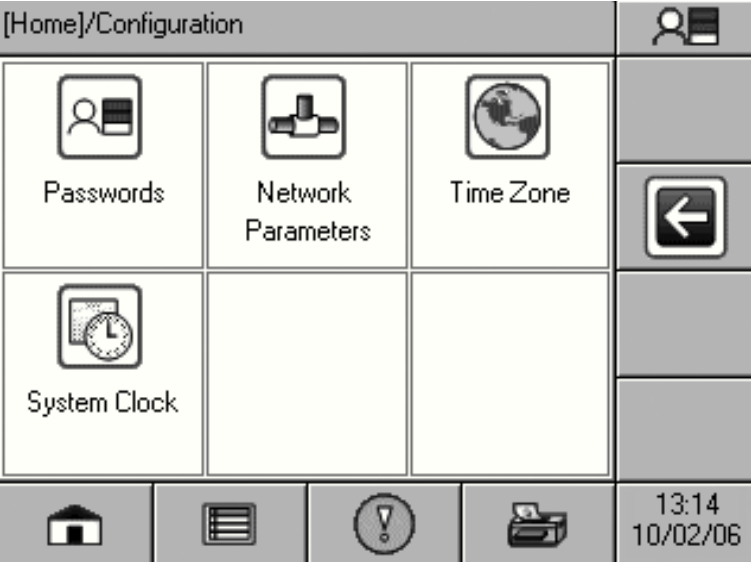 [Home]/Configuration
Passwords
Network
Parameters
Time Zone
System Clock
13:14
10/02/06